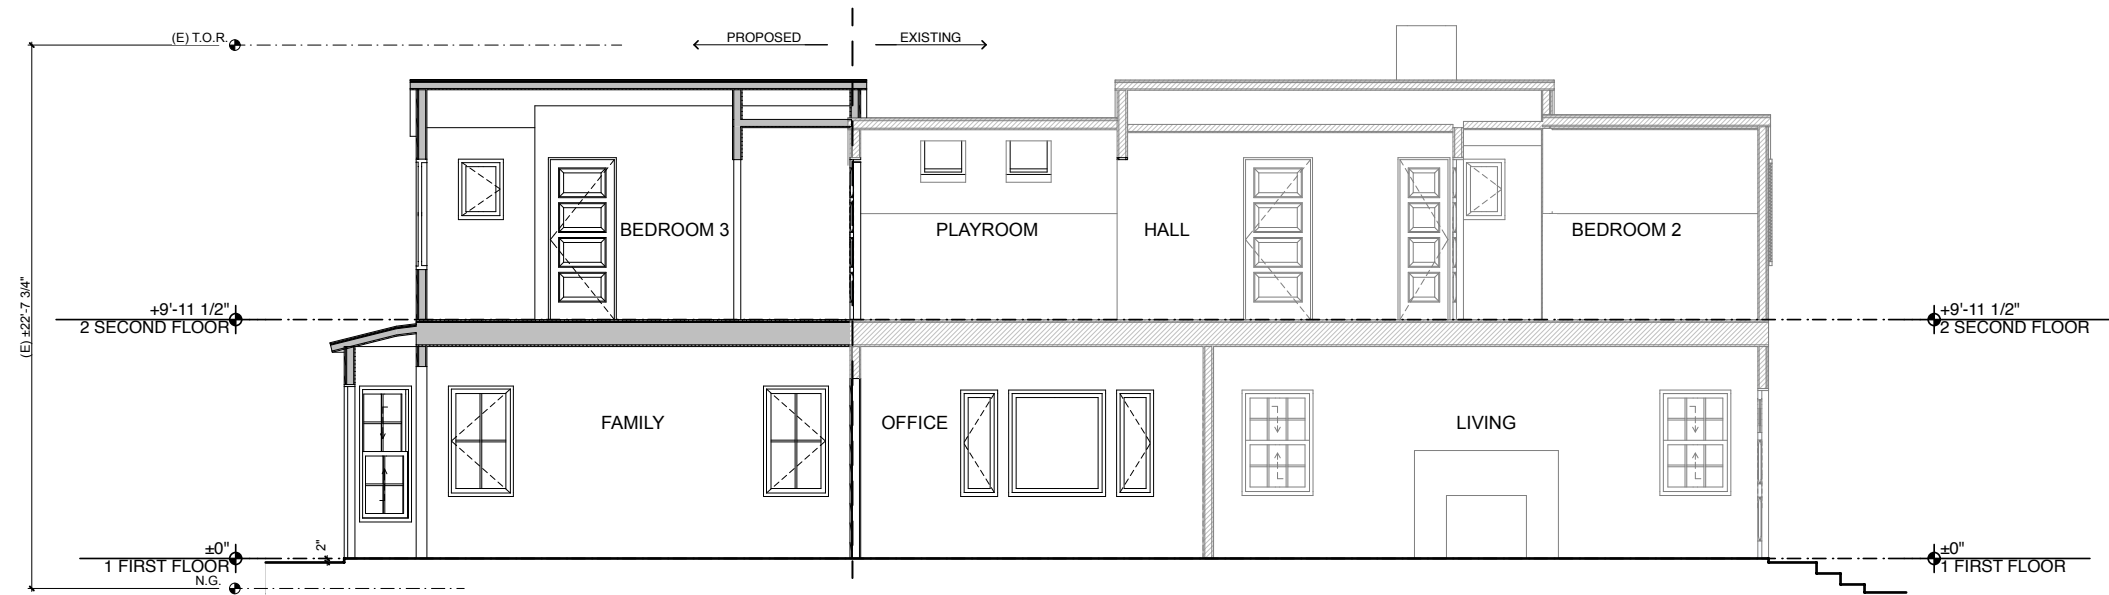 (E) T.O.R.
PROPOSED
EXISTING
BEDROOM 3
PLAYROOM
HALL
BEDROOM 2
(E) ±22'-7 3/4"
+9'-11 1/2"
2 SECOND FLOOR
+9'-11 1/2"
2 SECOND FLOOR
FAMILY
OFFICE
LIVING
±0"
1 FIRST FLOOR
2"
±0"
1 FIRST FLOOR
N.G.